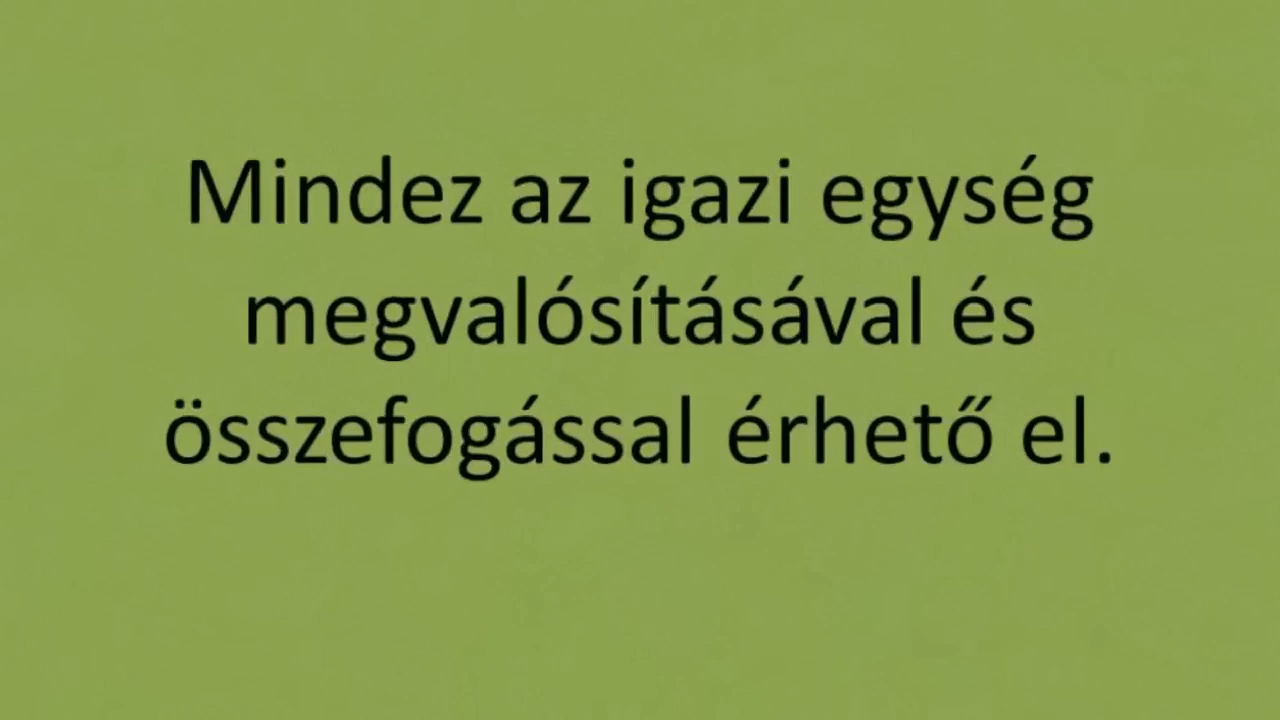 Mindez az igazi egység
megvalósításával és
összefogással érhető el.